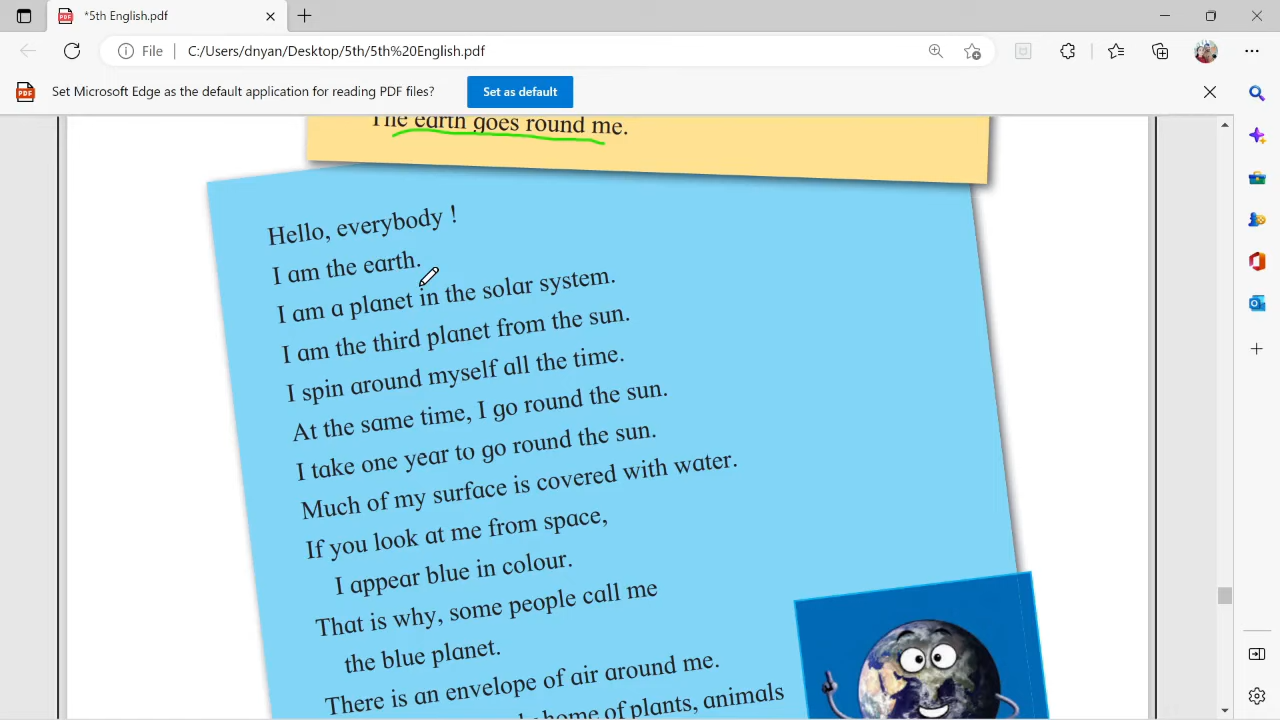 *5th English.pdf
File
C:/Users/dnyan/Desktop/5th/5th%20English.pdf
Set Microsoft Edge as the default application for reading PDF files?
Set as default
The earth goes round me.
Hello, everybody !
I am the earth.
I am a planet in the solar system.
I am the third planet from the sun.
I spin around myself all the time.
At the same time, I go round the sun.
I take one year to go round the sun.
Much of my surface is covered with water.
If you look at me from space,
I appear blue in colour.
That is why, some people call me
the blue planet.
There is an envelope of air around me.
home of plants, animals